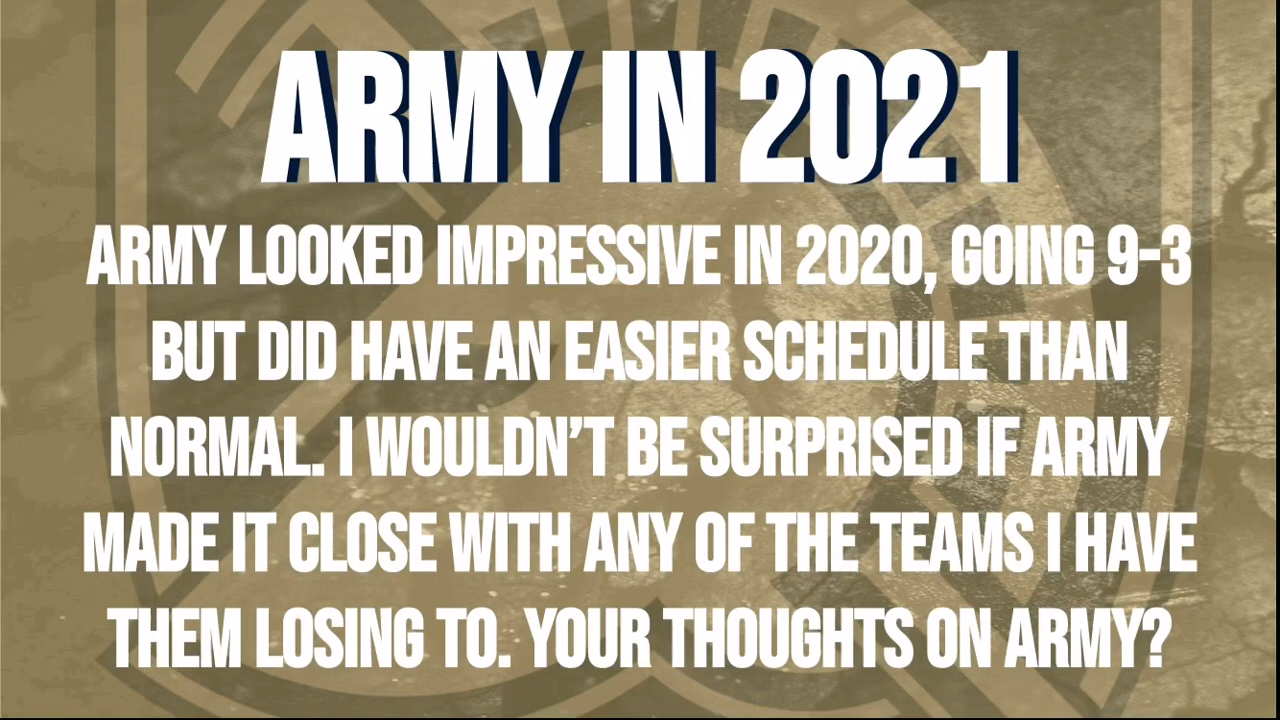 ARMY IN 2021
ARMY LOOKED IMPRESSIVE IN 2020, GOING 9-3
BUT DID HAVE AN EASIER SCHEDULE THAN
NORMAL. I WOULDN'T BE SURPRISED IF ARMY
MADE IT CLOSE WITH ANY OF THE TEAMS I HAVE
THEM LOSING TO. YOUR THOUGHTS ON ARMY?